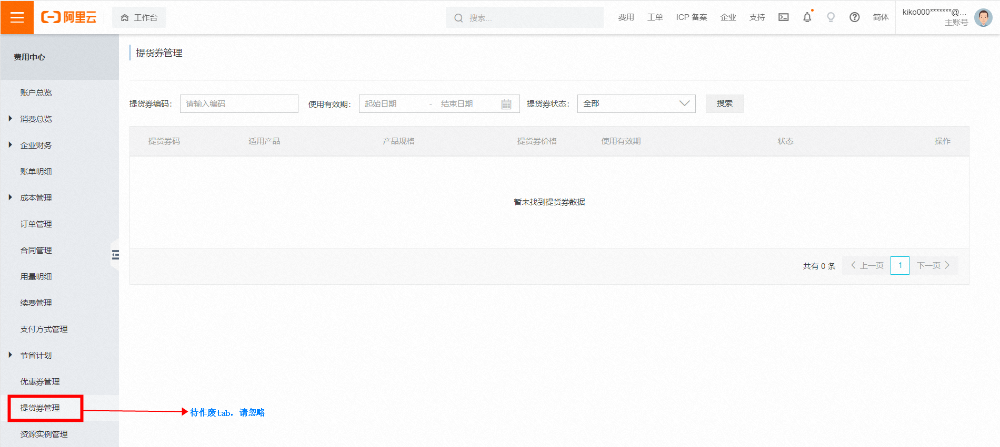 阿里云
工作台
搜索...
费用
工单
ICP 备案
企业
支持
简体
kiko000*******@...
主账号
费用中心
账户总览
消费总览
企业财务
账单明细
成本管理
订单管理
合同管理
用量明细
续费管理
支付方式管理
节省计划
优惠券管理
提货券管理
资源实例管理
提货券管理
提货券编码：
请输入编码
使用有效期：
起始日期 - 结束日期
提货券状态：
全部
搜索
提货券码 适用产品 产品规格 提货券价格 使用有效期 状态 操作
暂未找到提货券数据
共有 0 条
上一页 1 下一页
待作废tab，请忽略